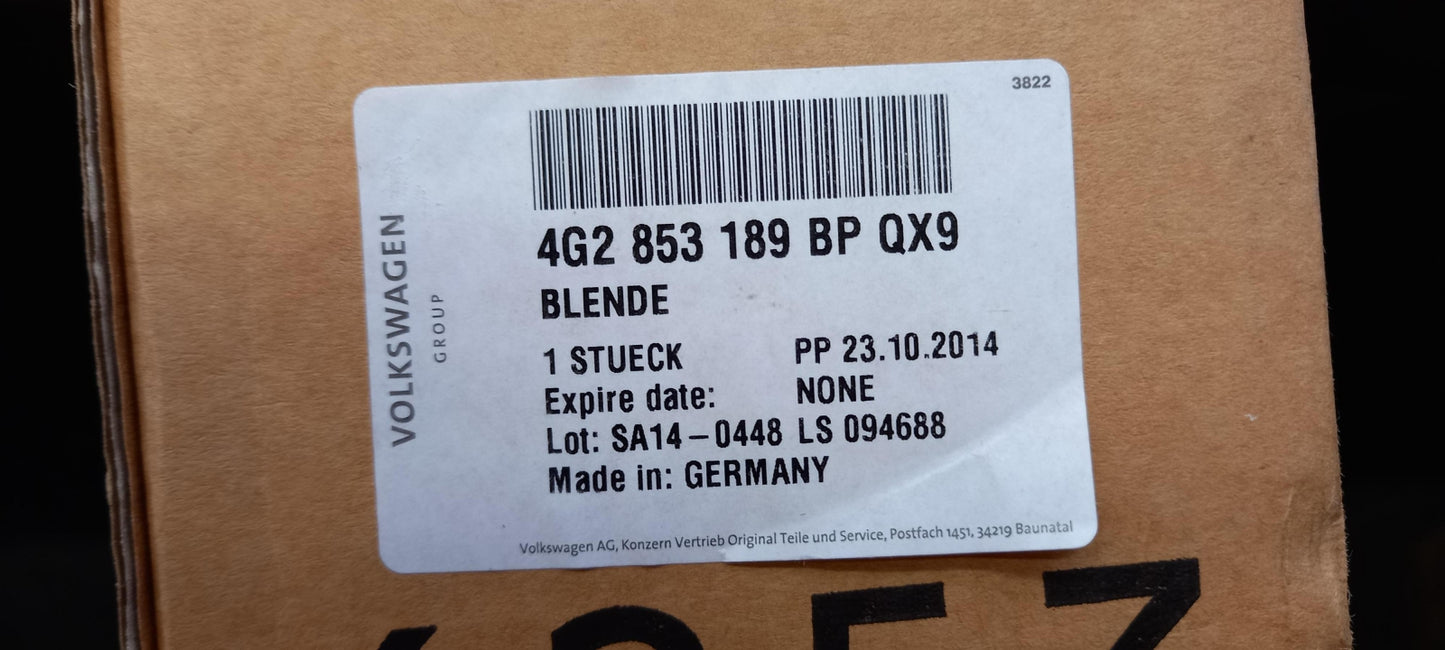 3822
4G2 853 189 BP QX9
BLENDE
1 STUECK PP 23.10.2014
Expire date: NONE
Lot: SA14-0448 LS 094688
Made in: GERMANY
VOLKSWAGEN
GROUP
Volkswagen AG, Konzern Vertrieb Original Teile und Service, Postfach 1451, 34219 Baunatal